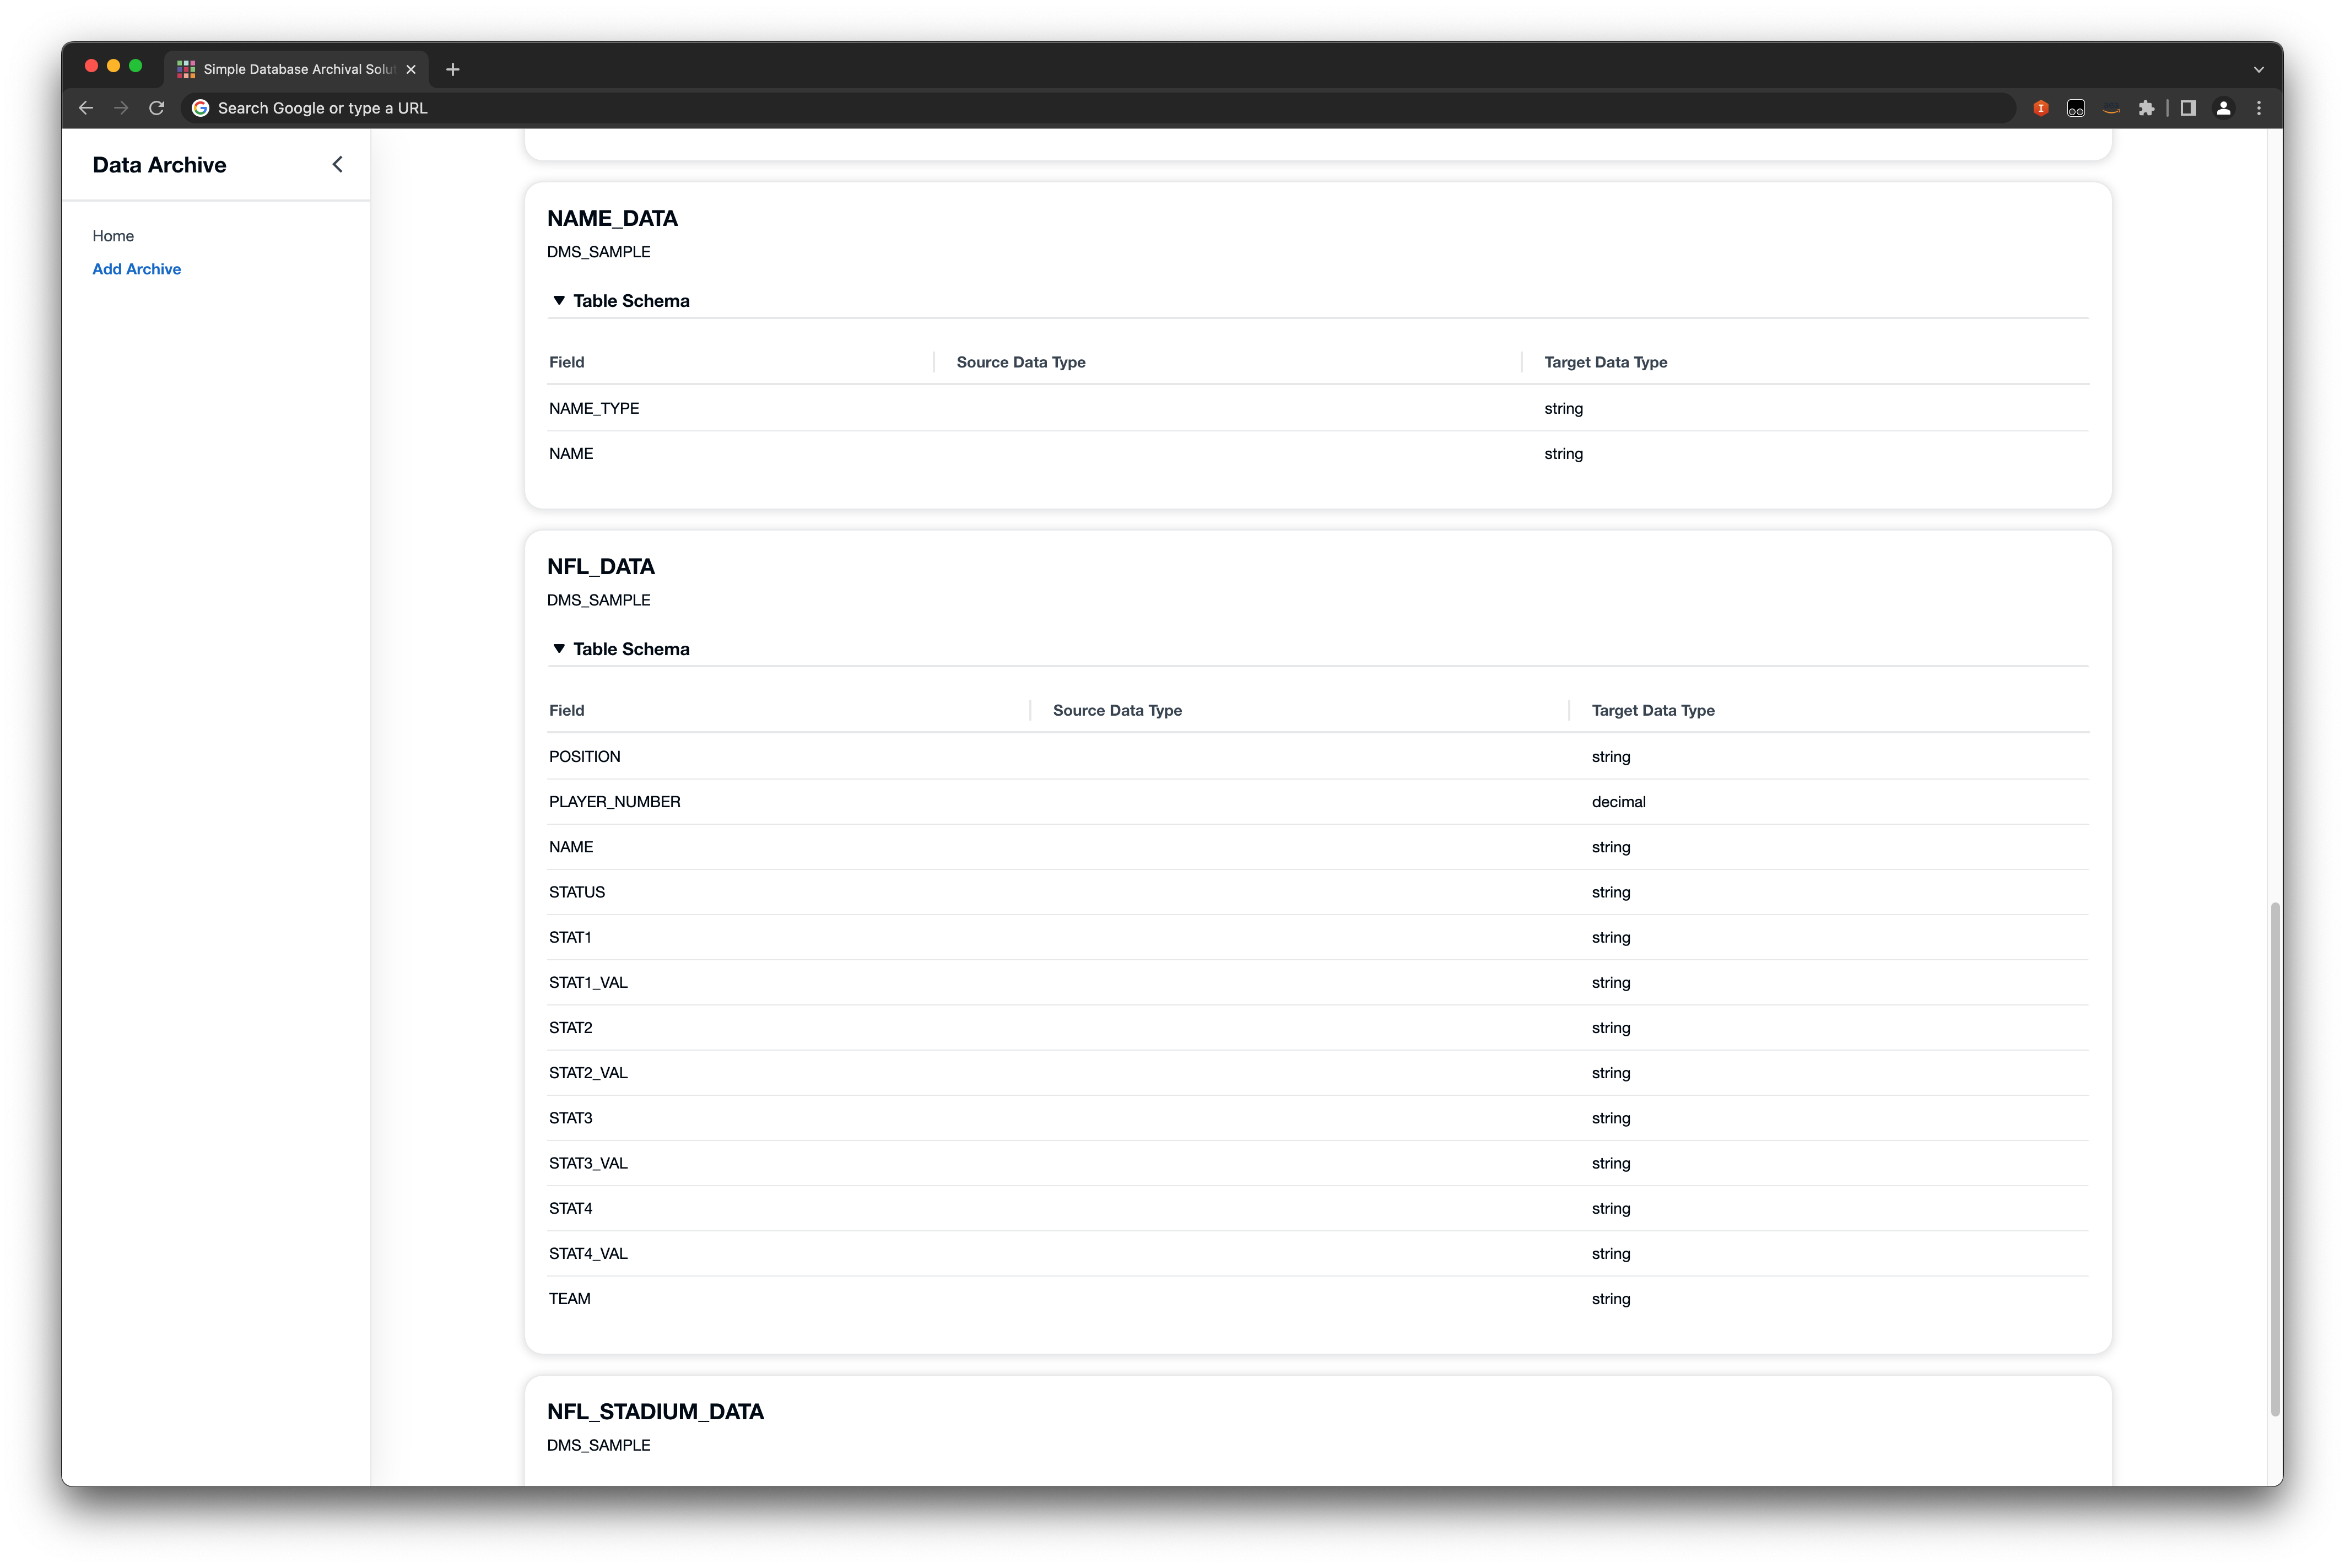 Simple Database Archival Solu
Search Google or type a URL
Data Archive
Home
Add Archive
NAME_DATA
DMS_SAMPLE
Table Schema
Field Source Data Type Target Data Type
NAME_TYPE string
NAME string
NFL_DATA
DMS_SAMPLE
Table Schema
Field Source Data Type Target Data Type
POSITION string
PLAYER_NUMBER decimal
NAME string
STATUS string
STAT1 string
STAT1_VAL string
STAT2 string
STAT2_VAL string
STAT3 string
STAT3_VAL string
STAT4 string
STAT4_VAL string
TEAM string
NFL_STADIUM_DATA
DMS_SAMPLE